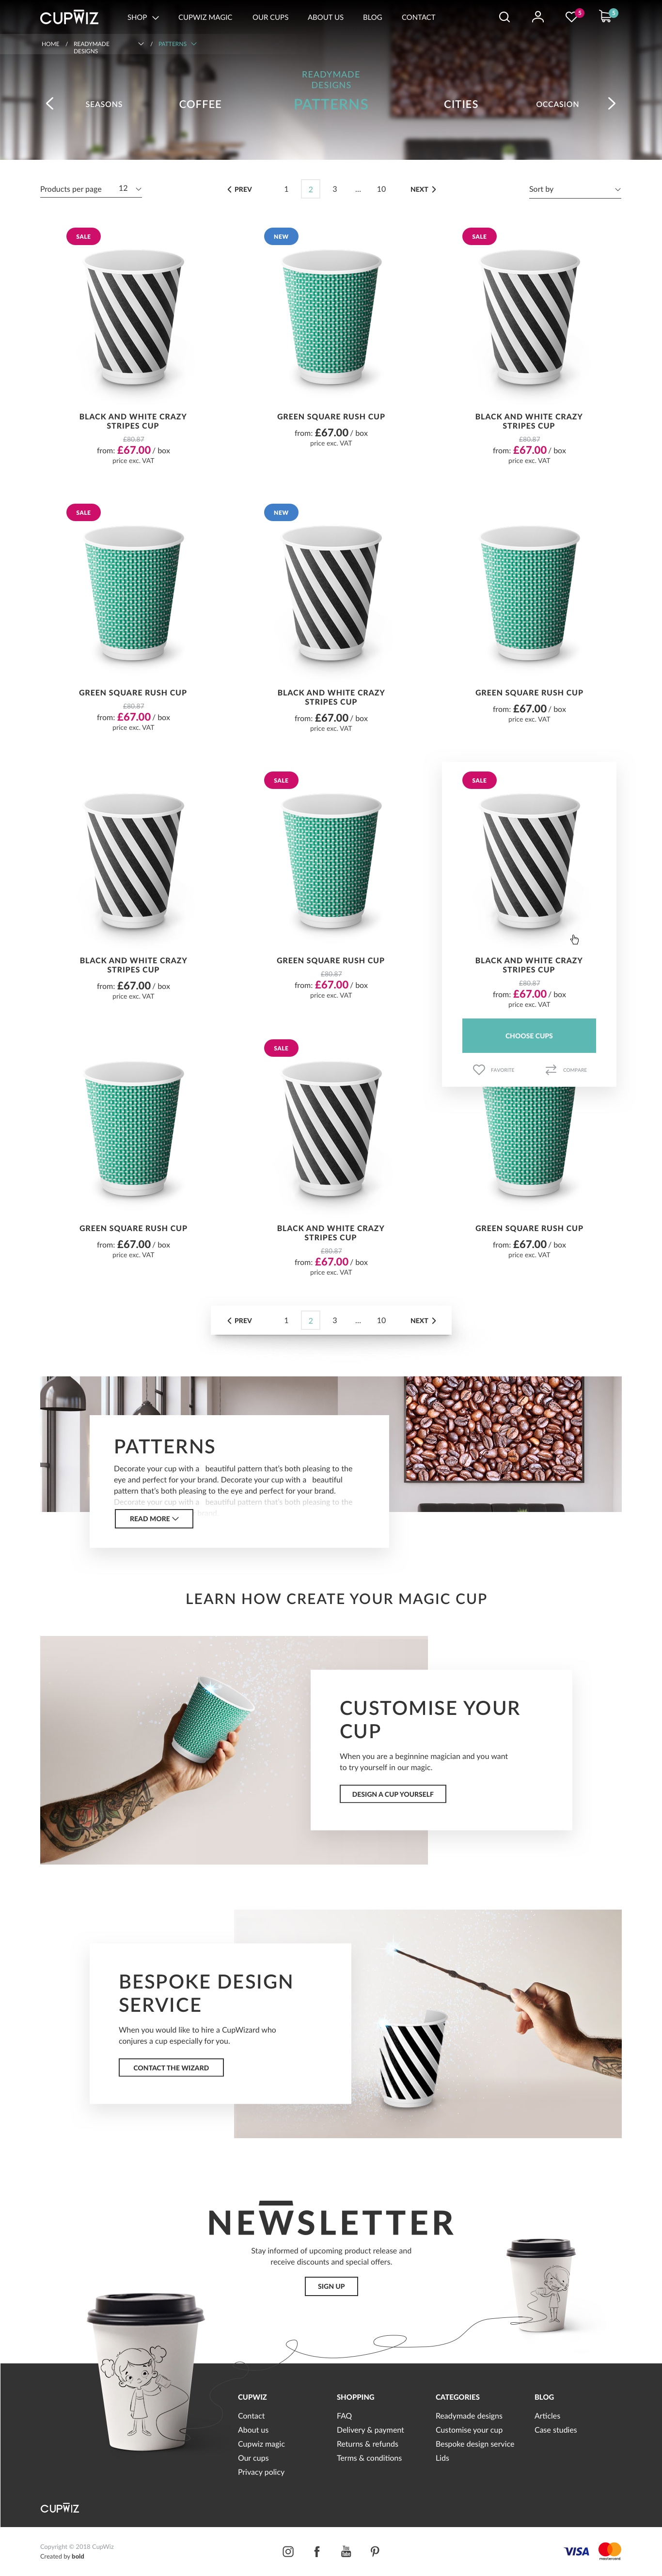 CUPWIZ
SHOP
CUPWIZ MAGIC
OUR CUPS
ABOUT US
BLOG
CONTACT
5
5
HOME / READYMADE DESIGNS / PATTERNS
READYMADE
DESIGNS
SEASONS
COFFEE
PATTERNS
CITIES
OCCASION
Products per page 12
PREV 1 2 3 ... 10 NEXT
Sort by
SALE
NEW
SALE
BLACK AND WHITE CRAZY
STRIPES CUP
£80.87
from: £67.00 / box
price exc. VAT
GREEN SQUARE RUSH CUP
from: £67.00 / box
price exc. VAT
BLACK AND WHITE CRAZY
STRIPES CUP
£80.87
from: £67.00 / box
price exc. VAT
SALE
NEW
GREEN SQUARE RUSH CUP
£80.87
from: £67.00 / box
price exc. VAT
BLACK AND WHITE CRAZY
STRIPES CUP
from: £67.00 / box
price exc. VAT
GREEN SQUARE RUSH CUP
from: £67.00 / box
price exc. VAT
SALE
SALE
BLACK AND WHITE CRAZY
STRIPES CUP
from: £67.00 / box
price exc. VAT
GREEN SQUARE RUSH CUP
£80.87
from: £67.00 / box
price exc. VAT
BLACK AND WHITE CRAZY
STRIPES CUP
£80.87
from: £67.00 / box
price exc. VAT
CHOOSE CUPS
FAVORITE
COMPARE
SALE
GREEN SQUARE RUSH CUP
from: £67.00 / box
price exc. VAT
BLACK AND WHITE CRAZY
STRIPES CUP
£80.87
from: £67.00 / box
price exc. VAT
GREEN SQUARE RUSH CUP
from: £67.00 / box
price exc. VAT
PREV 1 2 3 ... 10 NEXT
PATTERNS
Decorate your cup with a beautiful pattern that's both pleasing to the
eye and perfect for your brand. Decorate your cup with a beautiful
pattern that's both pleasing to the eye and perfect for your brand.
Decorate your cup with a beautiful pattern that's both pleasing to the
brand.
READ MORE
LEARN HOW CREATE YOUR MAGIC CUP
CUSTOMISE YOUR
CUP
When you are a beginnine magician and you want
to try yourself in our magic.
DESIGN A CUP YOURSELF
BESPOKE DESIGN
SERVICE
When you would like to hire a CupWizard who
conjures a cup especially for you.
CONTACT THE WIZARD
NEWSLETTER
Stay informed of upcoming product release and
receive discounts and special offers.
SIGN UP
CUPWIZ
Contact
About us
Cupwiz magic
Our cups
Privacy policy
SHOPPING
FAQ
Delivery & payment
Returns & refunds
Terms & conditions
CATEGORIES
Readymade designs
Customise your cup
Bespoke design service
Lids
BLOG
Articles
Case studies
CUPWIZ
Copyright © 2018 CupWiz
Created by bold
You Tube
VISA
mastercard